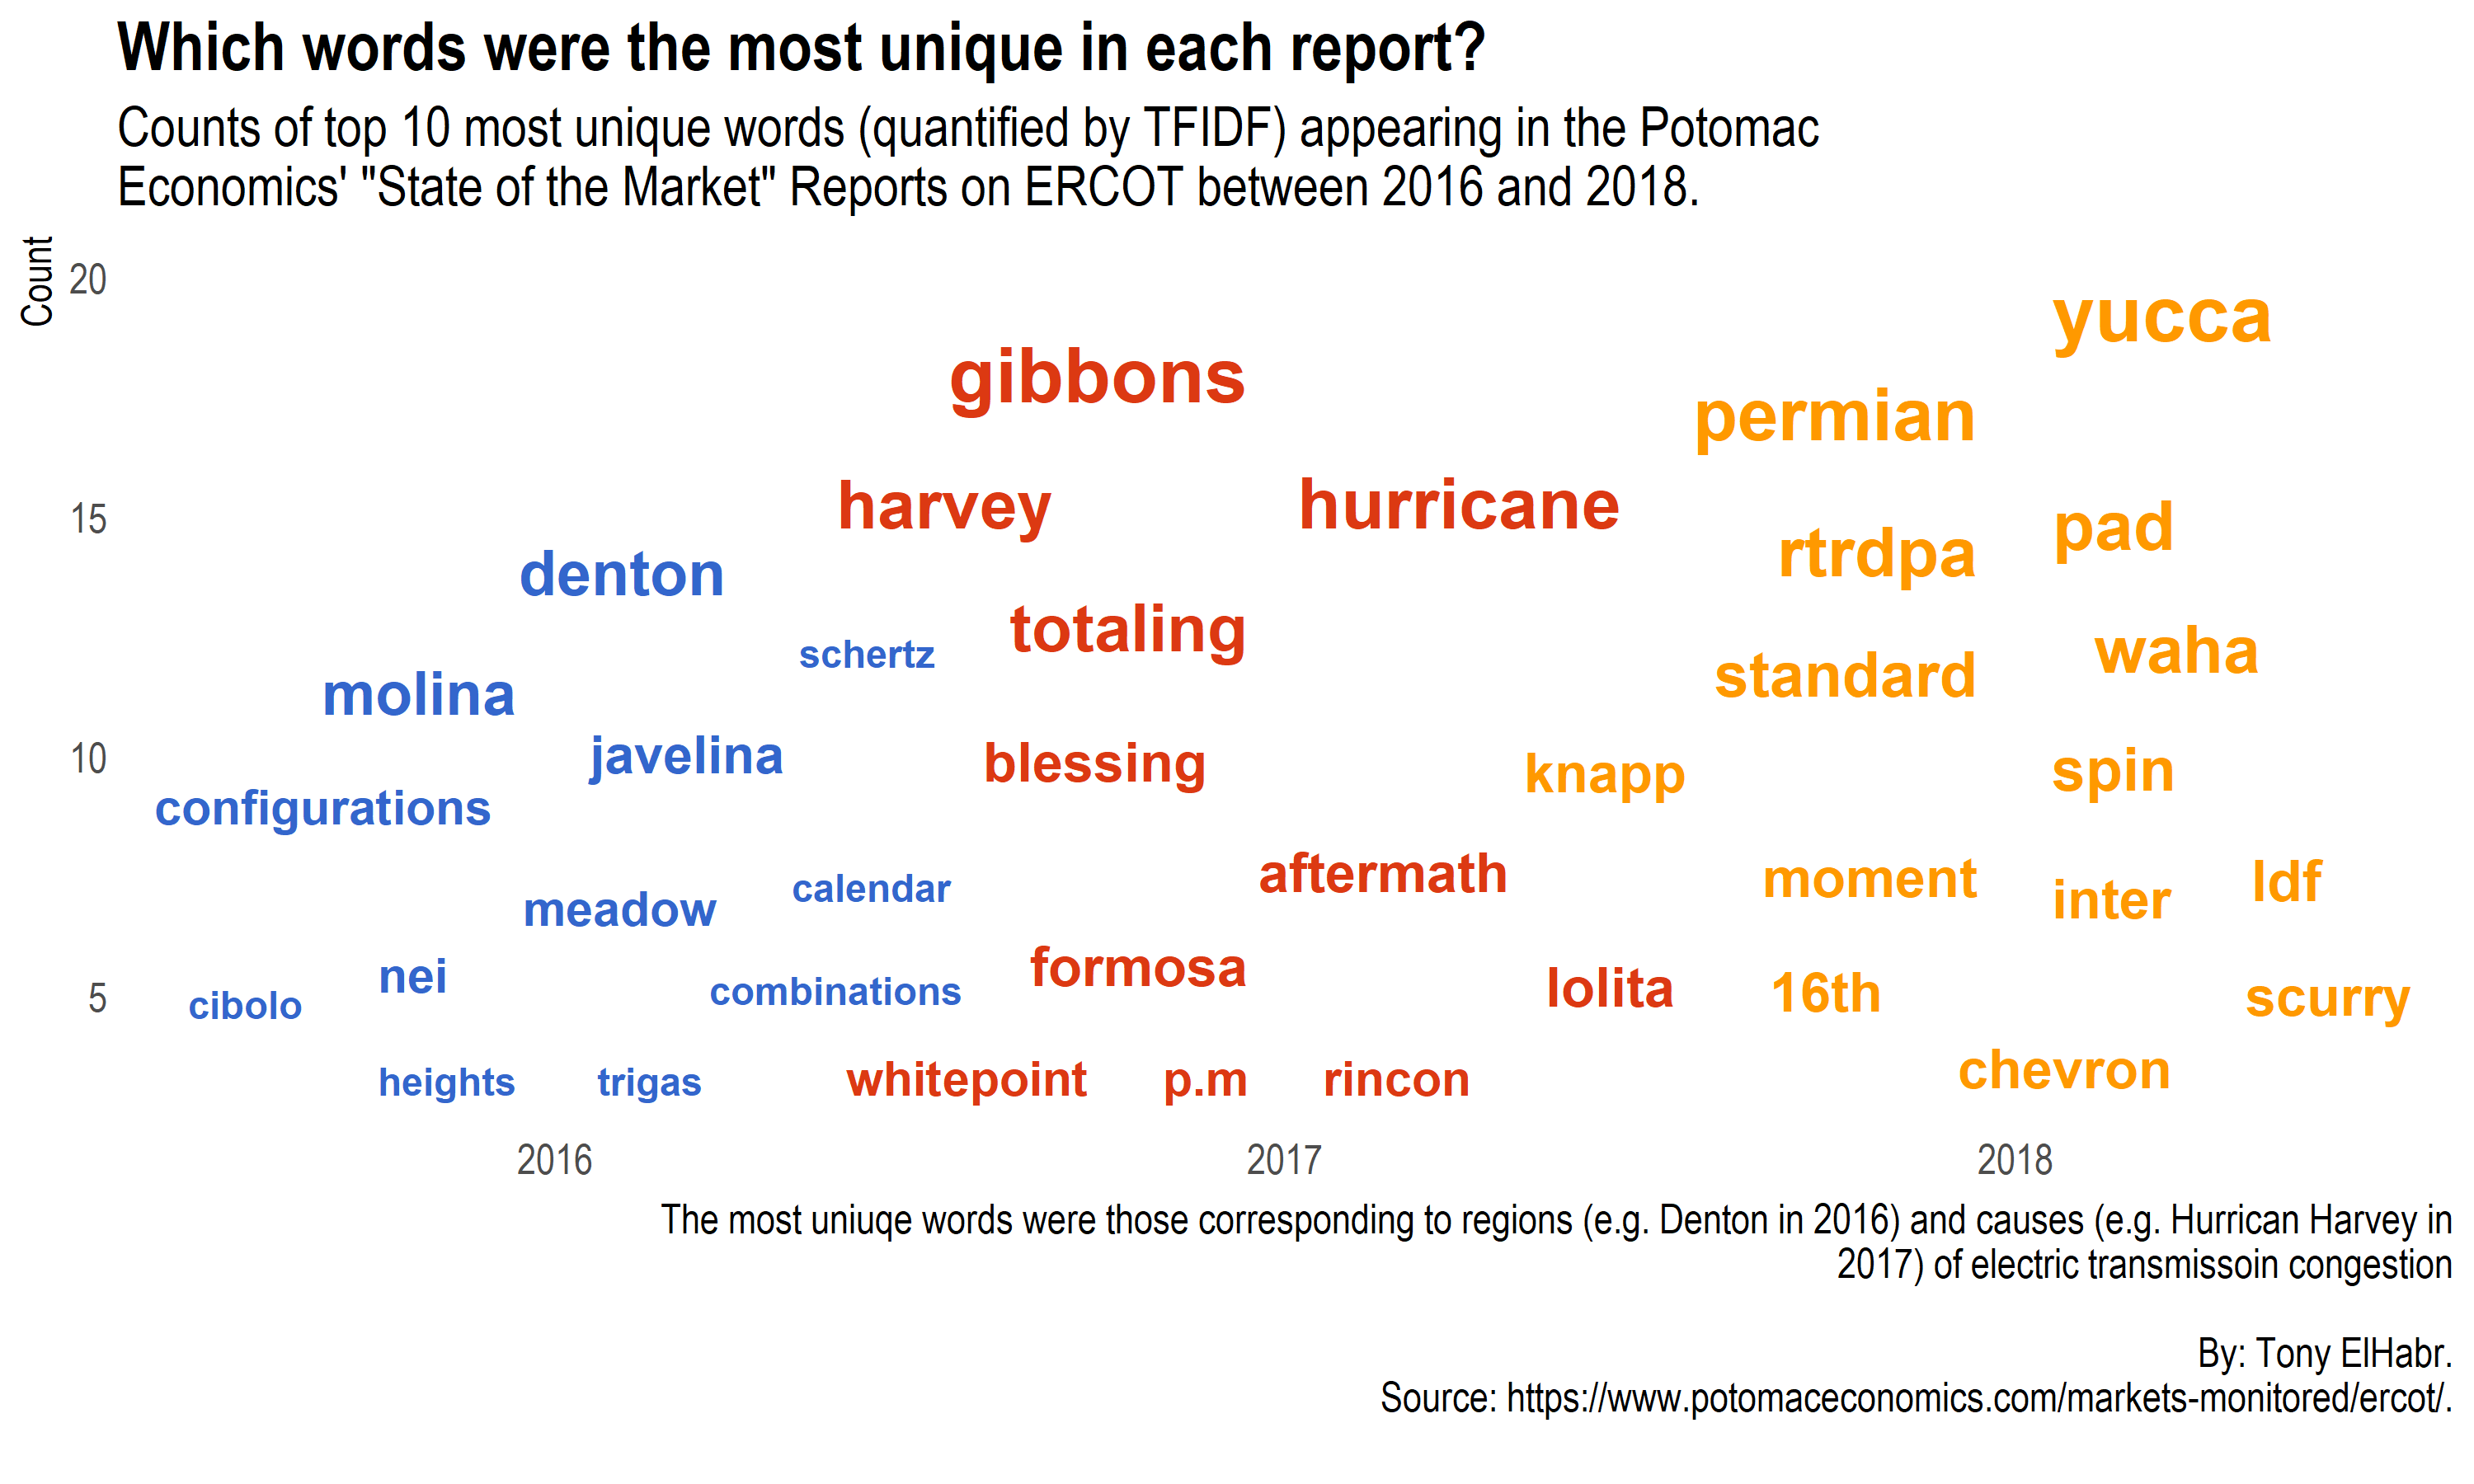 Which words were the most unique in each report?
Counts of top 10 most unique words (quantified by TFIDF) appearing in the Potomac
Economics' "State of the Market" Reports on ERCOT between 2016 and 2018.
Count
20
yucca
gibbons
permian
15
harvey
hurricane
pad
rtrdpa
denton
totaling
schertz
waha
standard
molina
10
javelina
blessing
knapp
spin
configurations
aftermath
moment
ldf
calendar
inter
meadow
formosa
nei
lolita
16th
combinations
5
scurry
cibolo
chevron
heights
trigas
whitepoint
p.m
rincon
2016
2017
2018
The most uniuqe words were those corresponding to regions (e.g. Denton in 2016) and causes (e.g. Hurrican Harvey in
2017) of electric transmissoin congestion
By: Tony ElHabr.
Source: https://www.potomaceconomics.com/markets-monitored/ercot/.